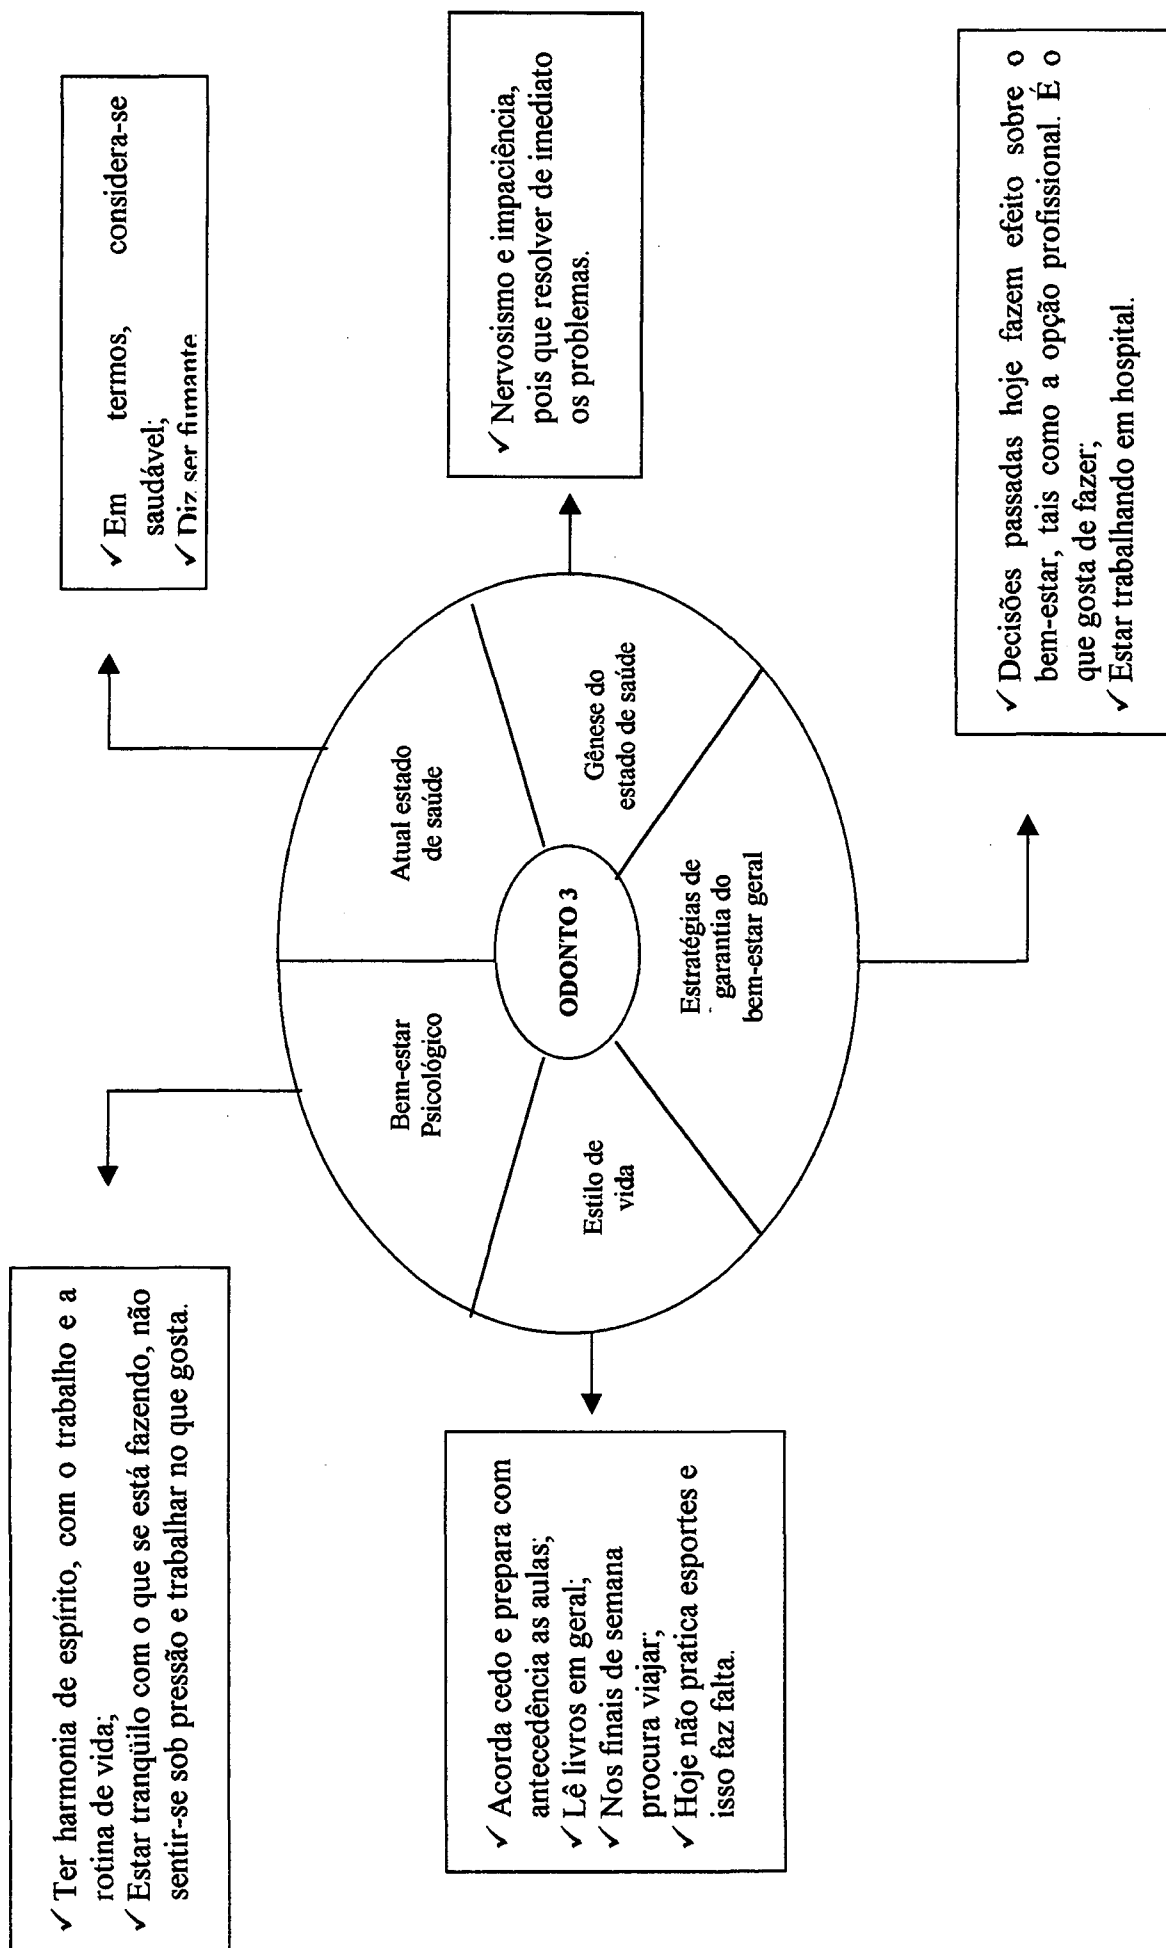 ✓ Ter harmonia de espírito, com o trabalho e a
rotina de vida;
✓ Estar tranqüilo com o que se está fazendo, não
sentir-se sob pressão e trabalhar no que gosta.
✓ Em termos, considera-se
saudável;
✓ Diz ser fumante
Bem-estar
Psicológico
Atual estado
de saúde
ODONTO 3
Estilo de
vida
Gênese do
estado de saúde
Estratégias de
garantia do
bem-estar geral
✓ Acorda cedo e prepara com
antecedência as aulas;
✓ Lê livros em geral;
✓ Nos finais de semana
procura viajar;
✓ Hoje não pratica esportes e
isso faz falta.
✓ Nervosismo e impaciência,
pois que resolver de imediato
os problemas.
✓ Decisões passadas hoje fazem efeito sobre o
bem-estar, tais como a opção profissional. É o
que gosta de fazer;
✓ Estar trabalhando em hospital.